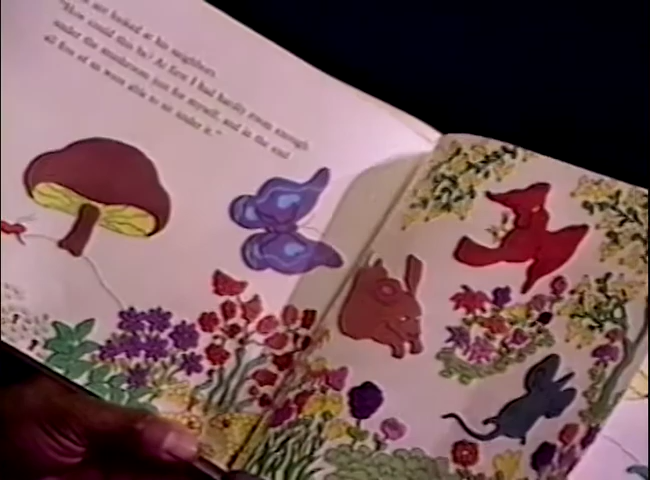 ant looked at his neighbors.
"How could this be? At first I had hardly room enough
under the mushroom just for myself, and in the end
all five of us were able to sit under it."